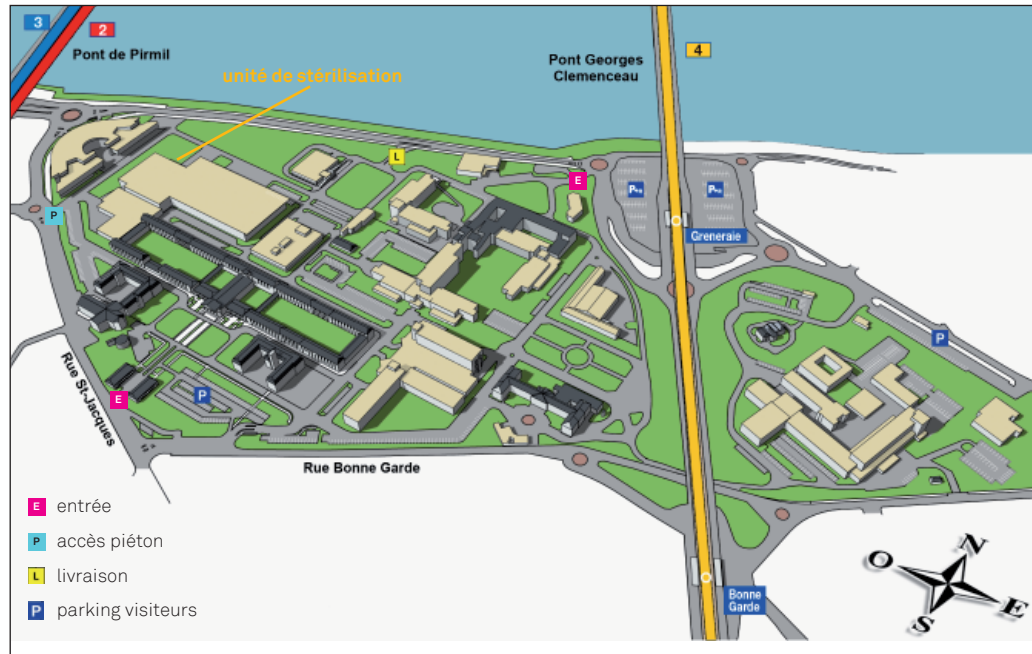 3
2
Pont de Pirmil
unité de stérilisation
Pont Georges
Clemenceau
4
L
E
P+R
P+R
P
Greneraie
P
P
E
Rue St-Jacques
Rue Bonne Garde
E entrée
P accès piéton
L livraison
P parking visiteurs
Bonne
Garde
N
O
E
S